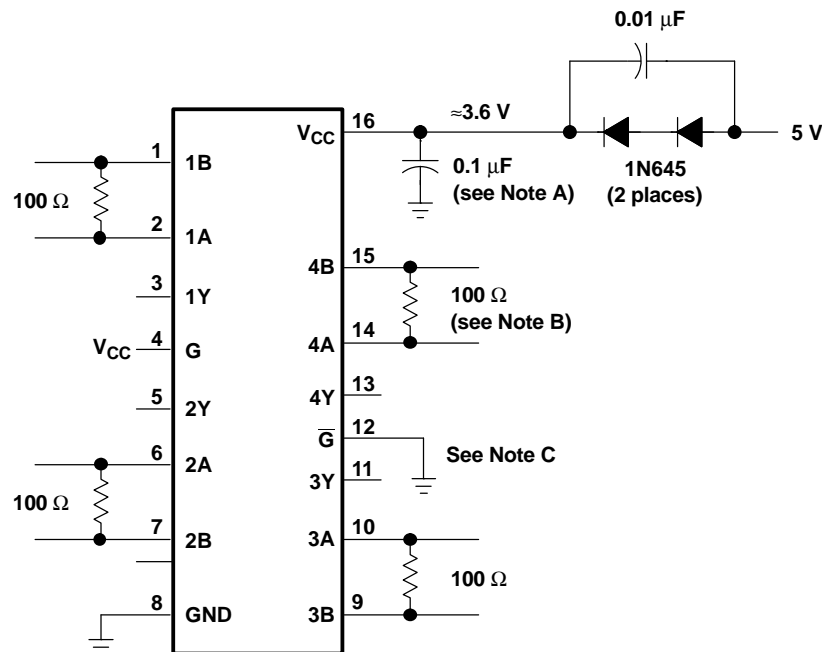 0.01 μF
16
VCC
≈3.6 V
5 V
1
1B
0.1 μF
(see Note A)
1N645
(2 places)
100 Ω
2
1A
15
4B
3
1Y
100 Ω
(see Note B)
VCC
4
G
14
4A
5
2Y
13
4Y
12
G̅
See Note C
6
2A
11
3Y
100 Ω
7
2B
10
3A
100 Ω
8
GND
9
3B